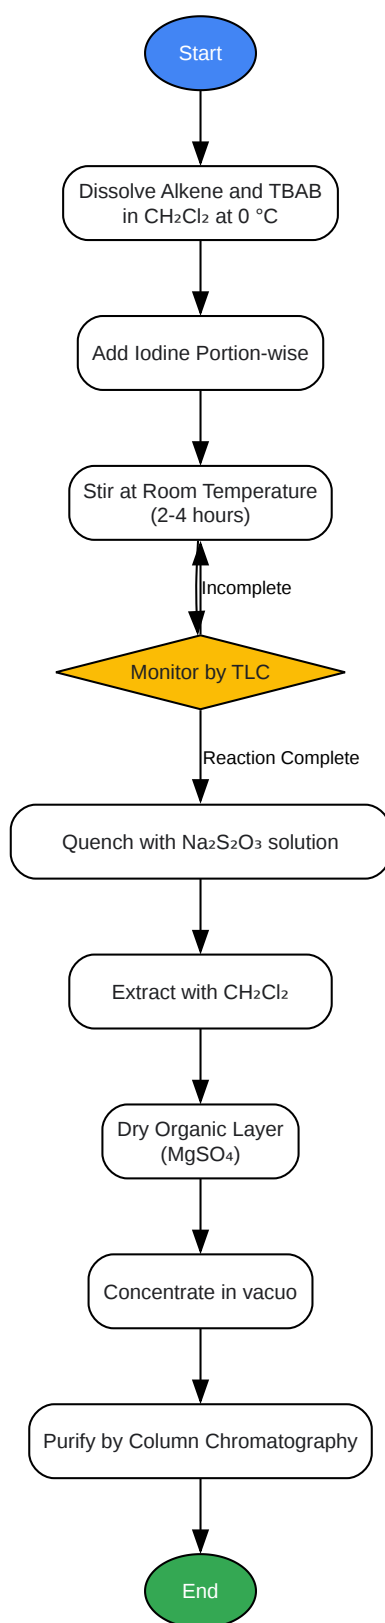 Start
Dissolve Alkene and TBAB
in CH₂Cl₂ at 0 °C
Add Iodine Portion-wise
Stir at Room Temperature
(2-4 hours)
Incomplete
Monitor by TLC
Reaction Complete
Quench with Na₂S₂O₃ solution
Extract with CH₂Cl₂
Dry Organic Layer
(MgSO₄)
Concentrate in vacuo
Purify by Column Chromatography
End